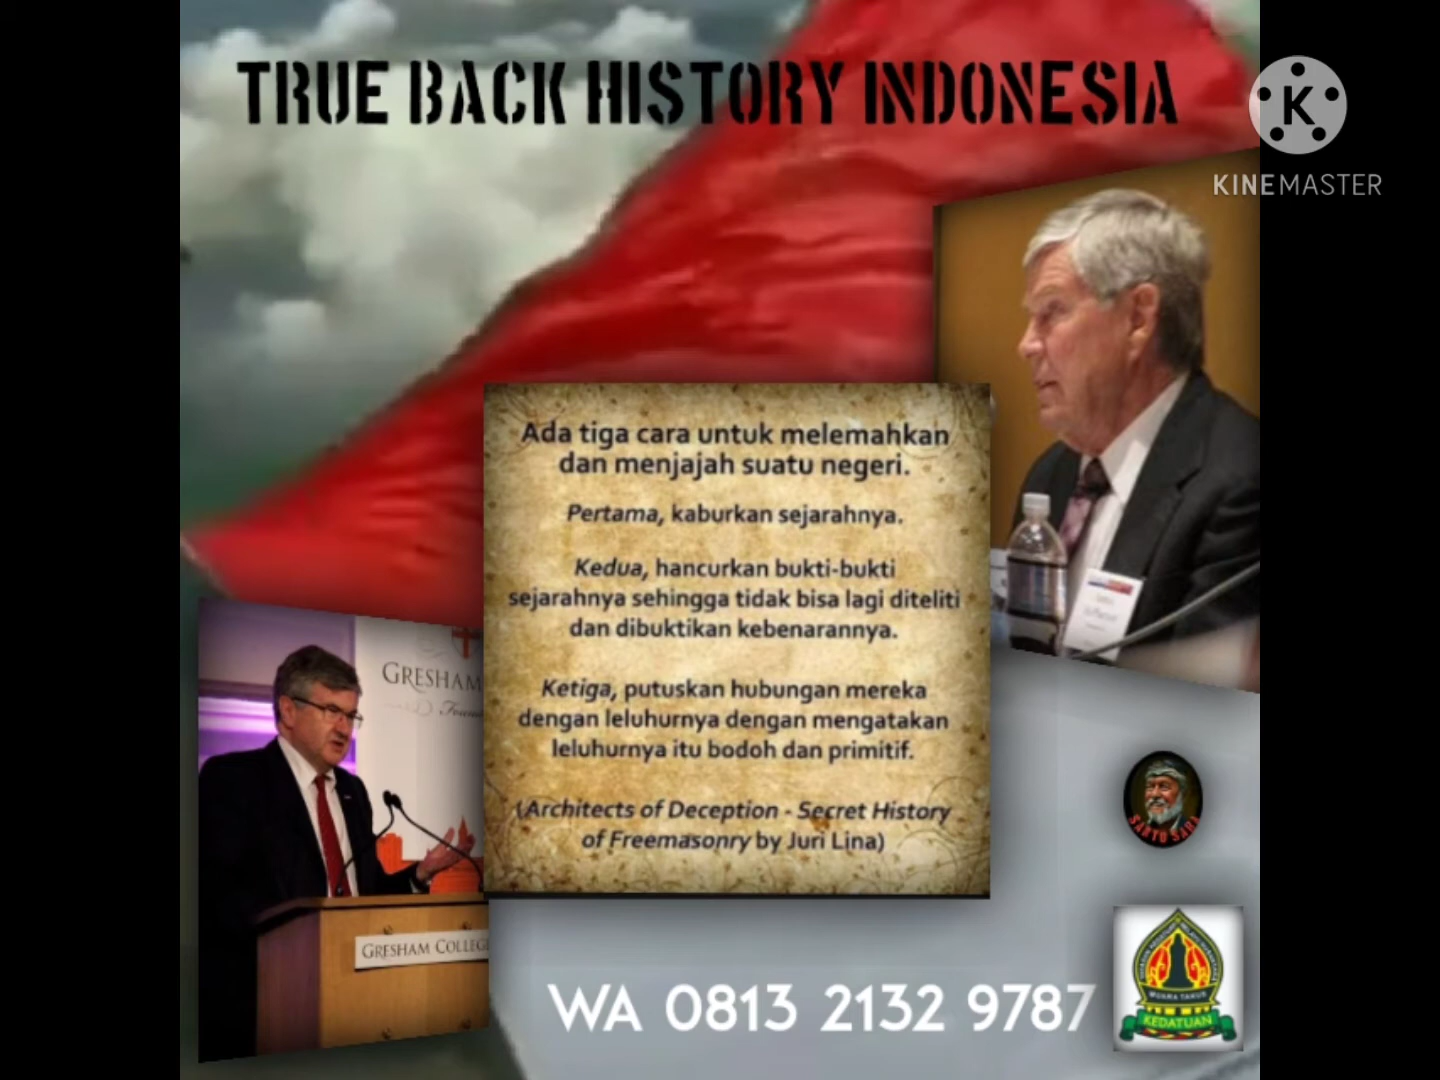 TRUE BACK HISTORY INDONESIA
K
KINEMASTER
Ada tiga cara untuk melemahkan
dan menjajah suatu negeri.
Pertama, kaburkan sejarahnya.
Kedua, hancurkan bukti-bukti
sejarahnya sehingga tidak bisa lagi diteliti
dan dibuktikan kebenarannya.
Ketiga, putuskan hubungan mereka
dengan leluhurnya dengan mengatakan
leluhurnya itu bodoh dan primitif.
(Architects of Deception - Secret History
of Freemasonry by Juri Lina)
GRESHAM
GRESHAM COLLEGE
MUARA TAKUS
KEDATUAN
WA 0813 2132 9787